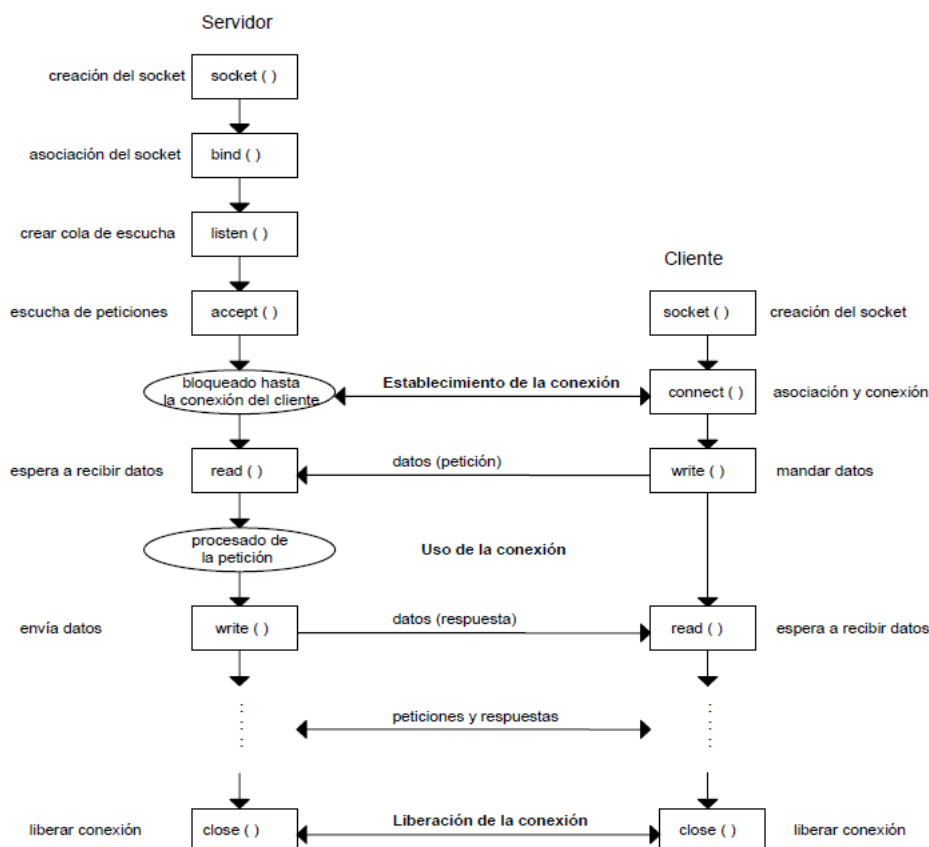 Servidor
creación del socket
socket ( )
asociación del socket
bind ( )
crear cola de escucha
listen ( )
Cliente
escucha de peticiones
accept ( )
socket ( )
creación del socket
bloqueado hasta
la conexión del cliente
Establecimiento de la conexión
connect ( )
asociación y conexión
espera a recibir datos
read ( )
datos (petición)
write ( )
mandar datos
procesado de
la petición
Uso de la conexión
envía datos
write ( )
datos (respuesta)
read ( )
espera a recibir datos
peticiones y respuestas
liberar conexión
close ( )
Liberación de la conexión
close ( )
liberar conexión